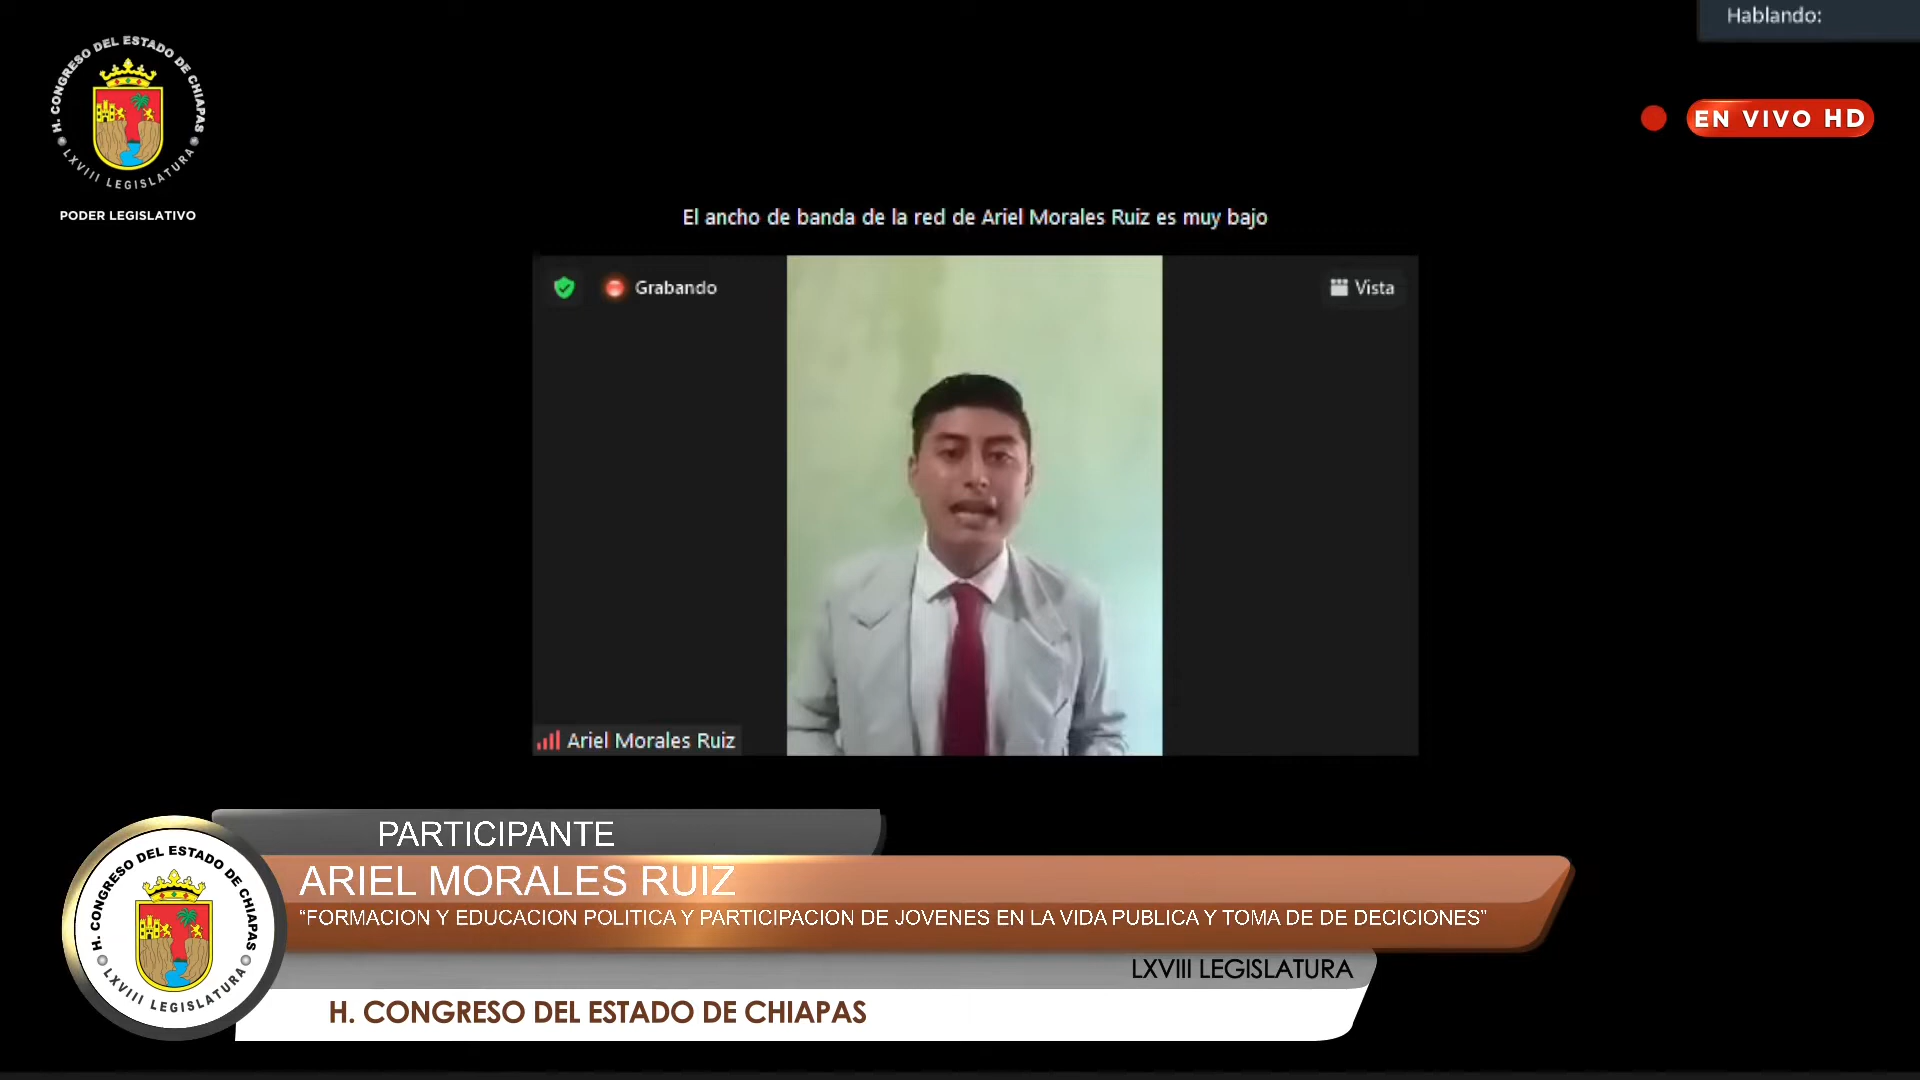 Hablando:
H. CONGRESO DEL ESTADO DE CHIAPAS
LXVIII LEGISLATURA
PODER LEGISLATIVO
EN VIVO HD
El ancho de banda de la red de Ariel Morales Ruiz es muy bajo
Grabando
Vista
Ariel Morales Ruiz
PARTICIPANTE
ARIEL MORALES RUIZ
“FORMACION Y EDUCACION POLITICA Y PARTICIPACION DE JOVENES EN LA VIDA PUBLICA Y TOMA DE DE DECICIONES”
H. CONGRESO DEL ESTADO DE CHIAPAS
LXVIII LEGISLATURA
LXVIII LEGISLATURA
H. CONGRESO DEL ESTADO DE CHIAPAS